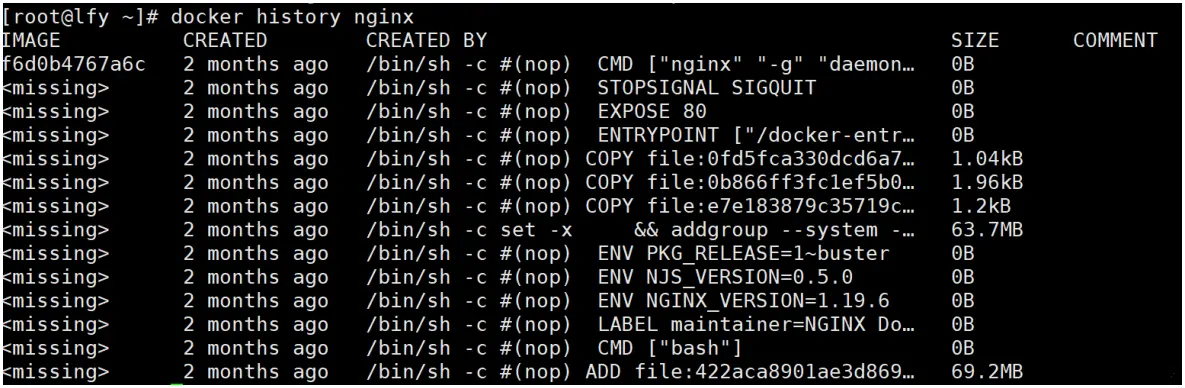 [root@lfy ~]# docker history nginx
IMAGE CREATED CREATED BY SIZE COMMENT
f6d0b4767a6c 2 months ago /bin/sh -c #(nop)  CMD ["nginx" "-g" "daemon… 0B
<missing> 2 months ago /bin/sh -c #(nop)  STOPSIGNAL SIGQUIT 0B
<missing> 2 months ago /bin/sh -c #(nop)  EXPOSE 80 0B
<missing> 2 months ago /bin/sh -c #(nop)  ENTRYPOINT ["/docker-entr… 0B
<missing> 2 months ago /bin/sh -c #(nop) COPY file:0fd5fca330dcd6a7… 1.04kB
<missing> 2 months ago /bin/sh -c #(nop) COPY file:0b866ff3fc1ef5b0… 1.96kB
<missing> 2 months ago /bin/sh -c #(nop) COPY file:e7e183879c35719c… 1.2kB
<missing> 2 months ago /bin/sh -c set -x     && addgroup --system -… 63.7MB
<missing> 2 months ago /bin/sh -c #(nop)  ENV PKG_RELEASE=1~buster 0B
<missing> 2 months ago /bin/sh -c #(nop)  ENV NJS_VERSION=0.5.0 0B
<missing> 2 months ago /bin/sh -c #(nop)  ENV NGINX_VERSION=1.19.6 0B
<missing> 2 months ago /bin/sh -c #(nop)  LABEL maintainer=NGINX Do… 0B
<missing> 2 months ago /bin/sh -c #(nop)  CMD ["bash"] 0B
<missing> 2 months ago /bin/sh -c #(nop) ADD file:422aca8901ae3d869… 69.2MB